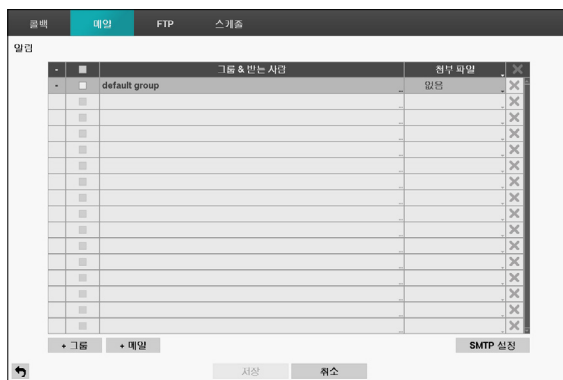 콜백 메일 FTP 스케줄
알림
- 그룹 & 받는 사람 첨부 파일
- default group 없음
+ 그룹 + 메일 SMTP 설정
저장 취소